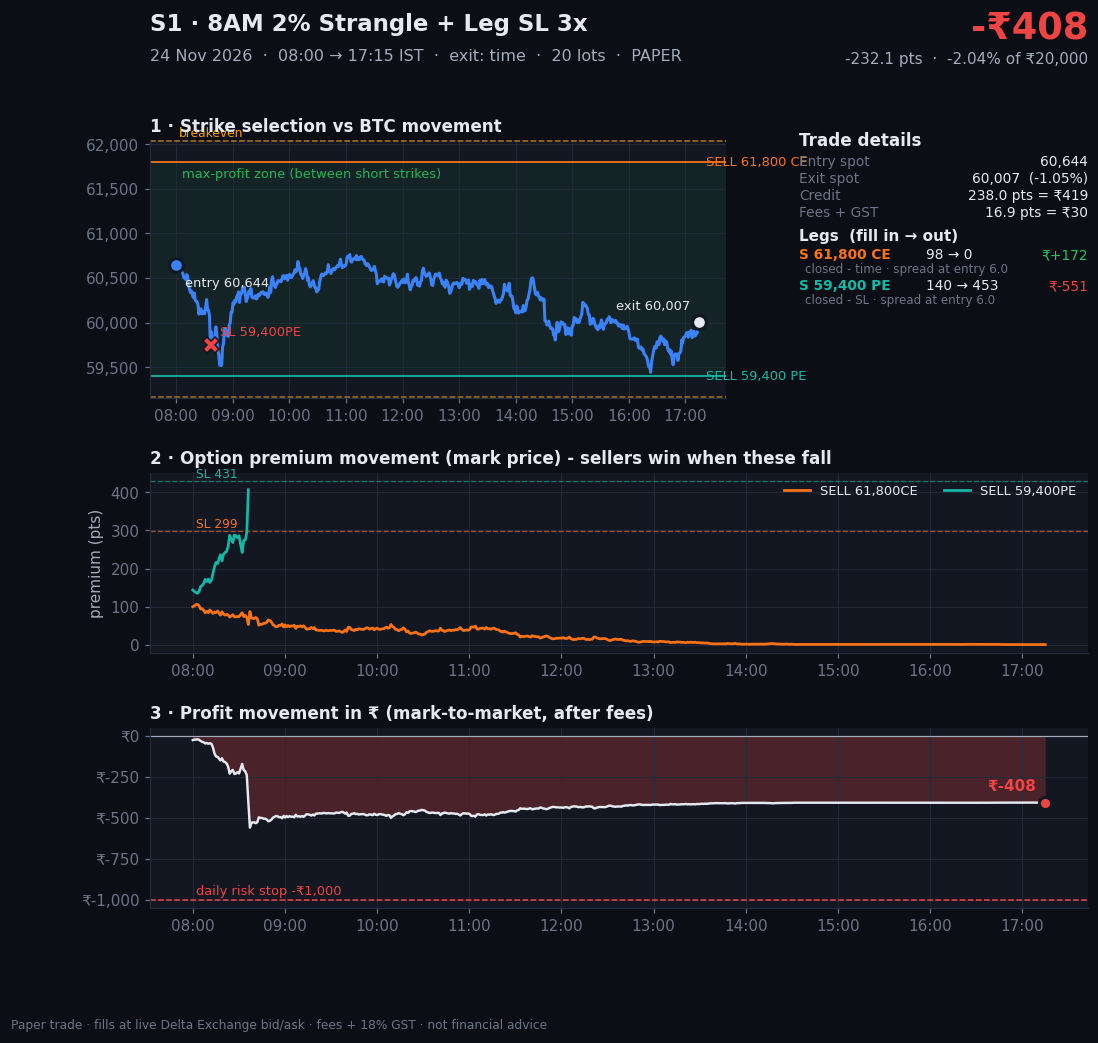 S1 · 8AM 2% Strangle + Leg SL 3x
-₹408
24 Nov 2026 · 08:00 → 17:15 IST · exit: time · 20 lots · PAPER
-232.1 pts · -2.04% of ₹20,000
1 · Strike selection vs BTC movement
breakeven
62,000
61,500
61,000
60,500
60,000
59,500
SELL 61,800 CE
max-profit zone (between short strikes)
entry 60,644
SL 59,400PE
exit 60,007
SELL 59,400 PE
08:00 09:00 10:00 11:00 12:00 13:00 14:00 15:00 16:00 17:00
Trade details
Entry spot 60,644
Exit spot 60,007 (-1.05%)
Credit 238.0 pts = ₹419
Fees + GST 16.9 pts = ₹30
Legs (fill in → out)
S 61,800 CE 98 → 0 ₹+172
closed - time · spread at entry 6.0
S 59,400 PE 140 → 453 ₹-551
closed - SL · spread at entry 6.0
2 · Option premium movement (mark price) - sellers win when these fall
SL 431
SELL 61,800CE SELL 59,400PE
SL 299
premium (pts)
400
300
200
100
0
08:00 09:00 10:00 11:00 12:00 13:00 14:00 15:00 16:00 17:00
3 · Profit movement in ₹ (mark-to-market, after fees)
₹0
₹-250
₹-500
₹-750
₹-1,000
₹-408
daily risk stop -₹1,000
08:00 09:00 10:00 11:00 12:00 13:00 14:00 15:00 16:00 17:00
Paper trade · fills at live Delta Exchange bid/ask · fees + 18% GST · not financial advice